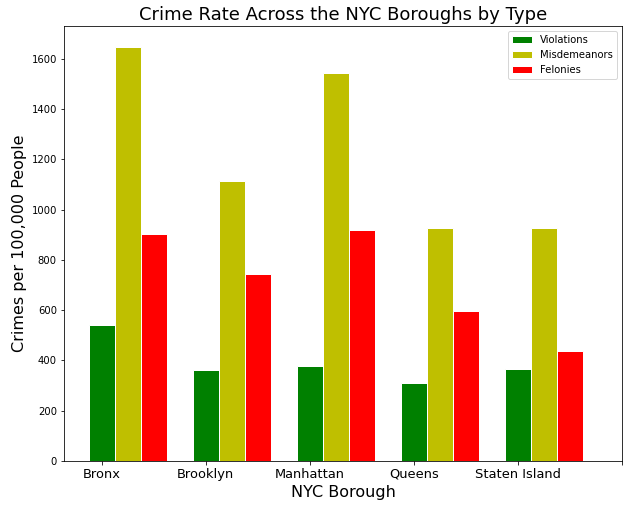 Crime Rate Across the NYC Boroughs by Type
Violations
Misdemeanors
Felonies
Crimes per 100,000 People
1600
1400
1200
1000
800
600
400
200
0
Bronx Brooklyn Manhattan Queens Staten Island
NYC Borough